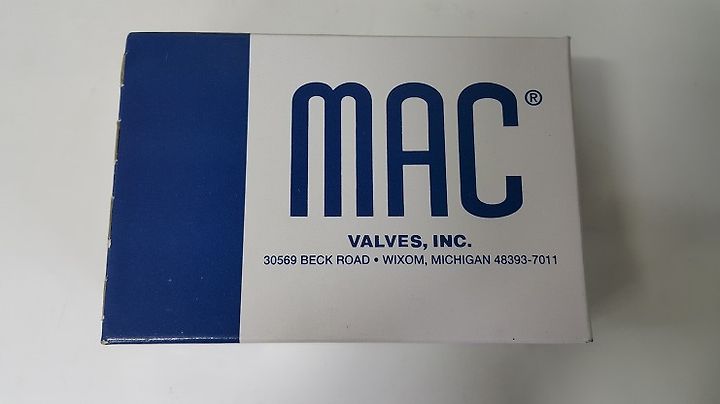 MAC®
VALVES, INC.
30569 BECK ROAD • WIXOM, MICHIGAN 48393-7011